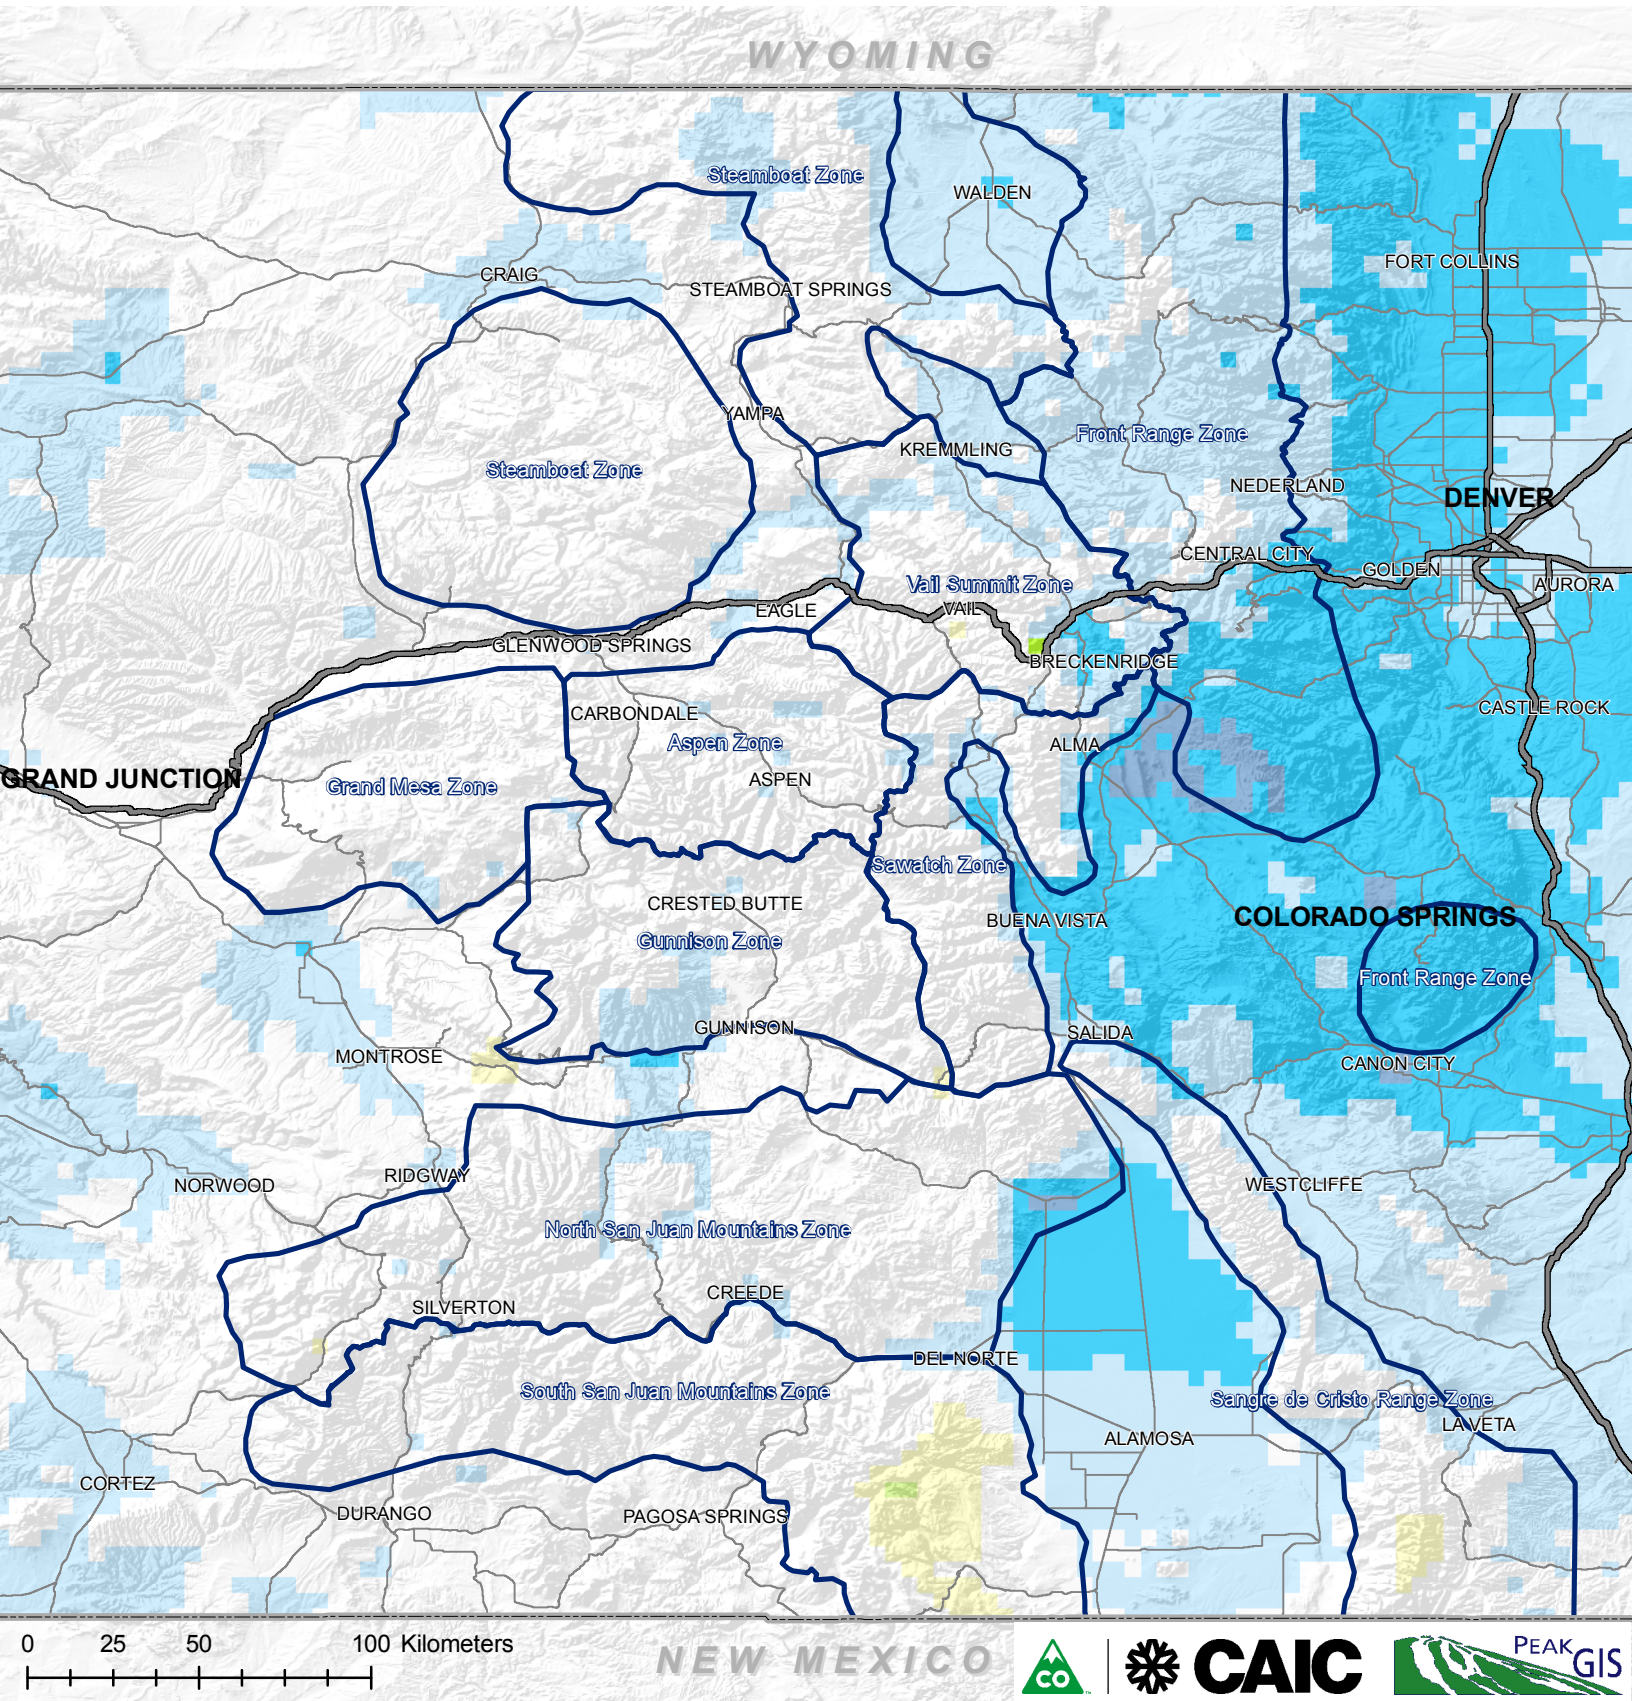 WYOMING
Steamboat Zone
WALDEN
FORT COLLINS
CRAIG
STEAMBOAT SPRINGS
YAMPA
Front Range Zone
KREMMLING
Steamboat Zone
NEDERLAND
DENVER
CENTRAL CITY
GOLDEN
AURORA
Vail Summit Zone
EAGLE
VAIL
GLENWOOD SPRINGS
BRECKENRIDGE
CARBONDALE
CASTLE ROCK
Aspen Zone
ALMA
GRAND JUNCTION
Grand Mesa Zone
ASPEN
Sawatch Zone
CRESTED BUTTE
BUENA VISTA
COLORADO SPRINGS
Gunnison Zone
Front Range Zone
GUNNISON
SALIDA
MONTROSE
CANON CITY
RIDGWAY
NORWOOD
WESTCLIFFE
North San Juan Mountains Zone
CREEDE
SILVERTON
DEL NORTE
South San Juan Mountains Zone
Sangre de Cristo Range Zone
LA VETA
ALAMOSA
CORTEZ
DURANGO
PAGOSA SPRINGS
0 25 50 100 Kilometers
NEW MEXICO
CO
CAIC
PEAK
GIS